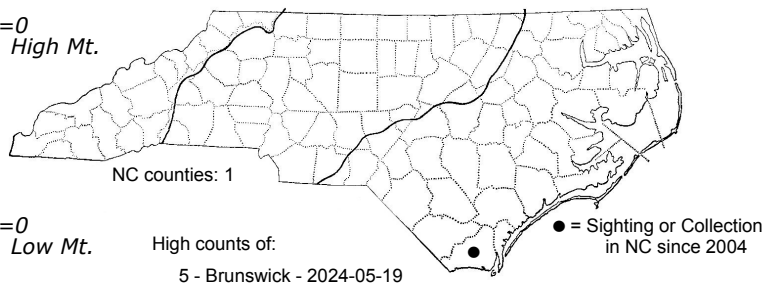 =0
High Mt.
NC counties: 1
=0
Low Mt.
High counts of:
5 - Brunswick - 2024-05-19
● = Sighting or Collection
in NC since 2004